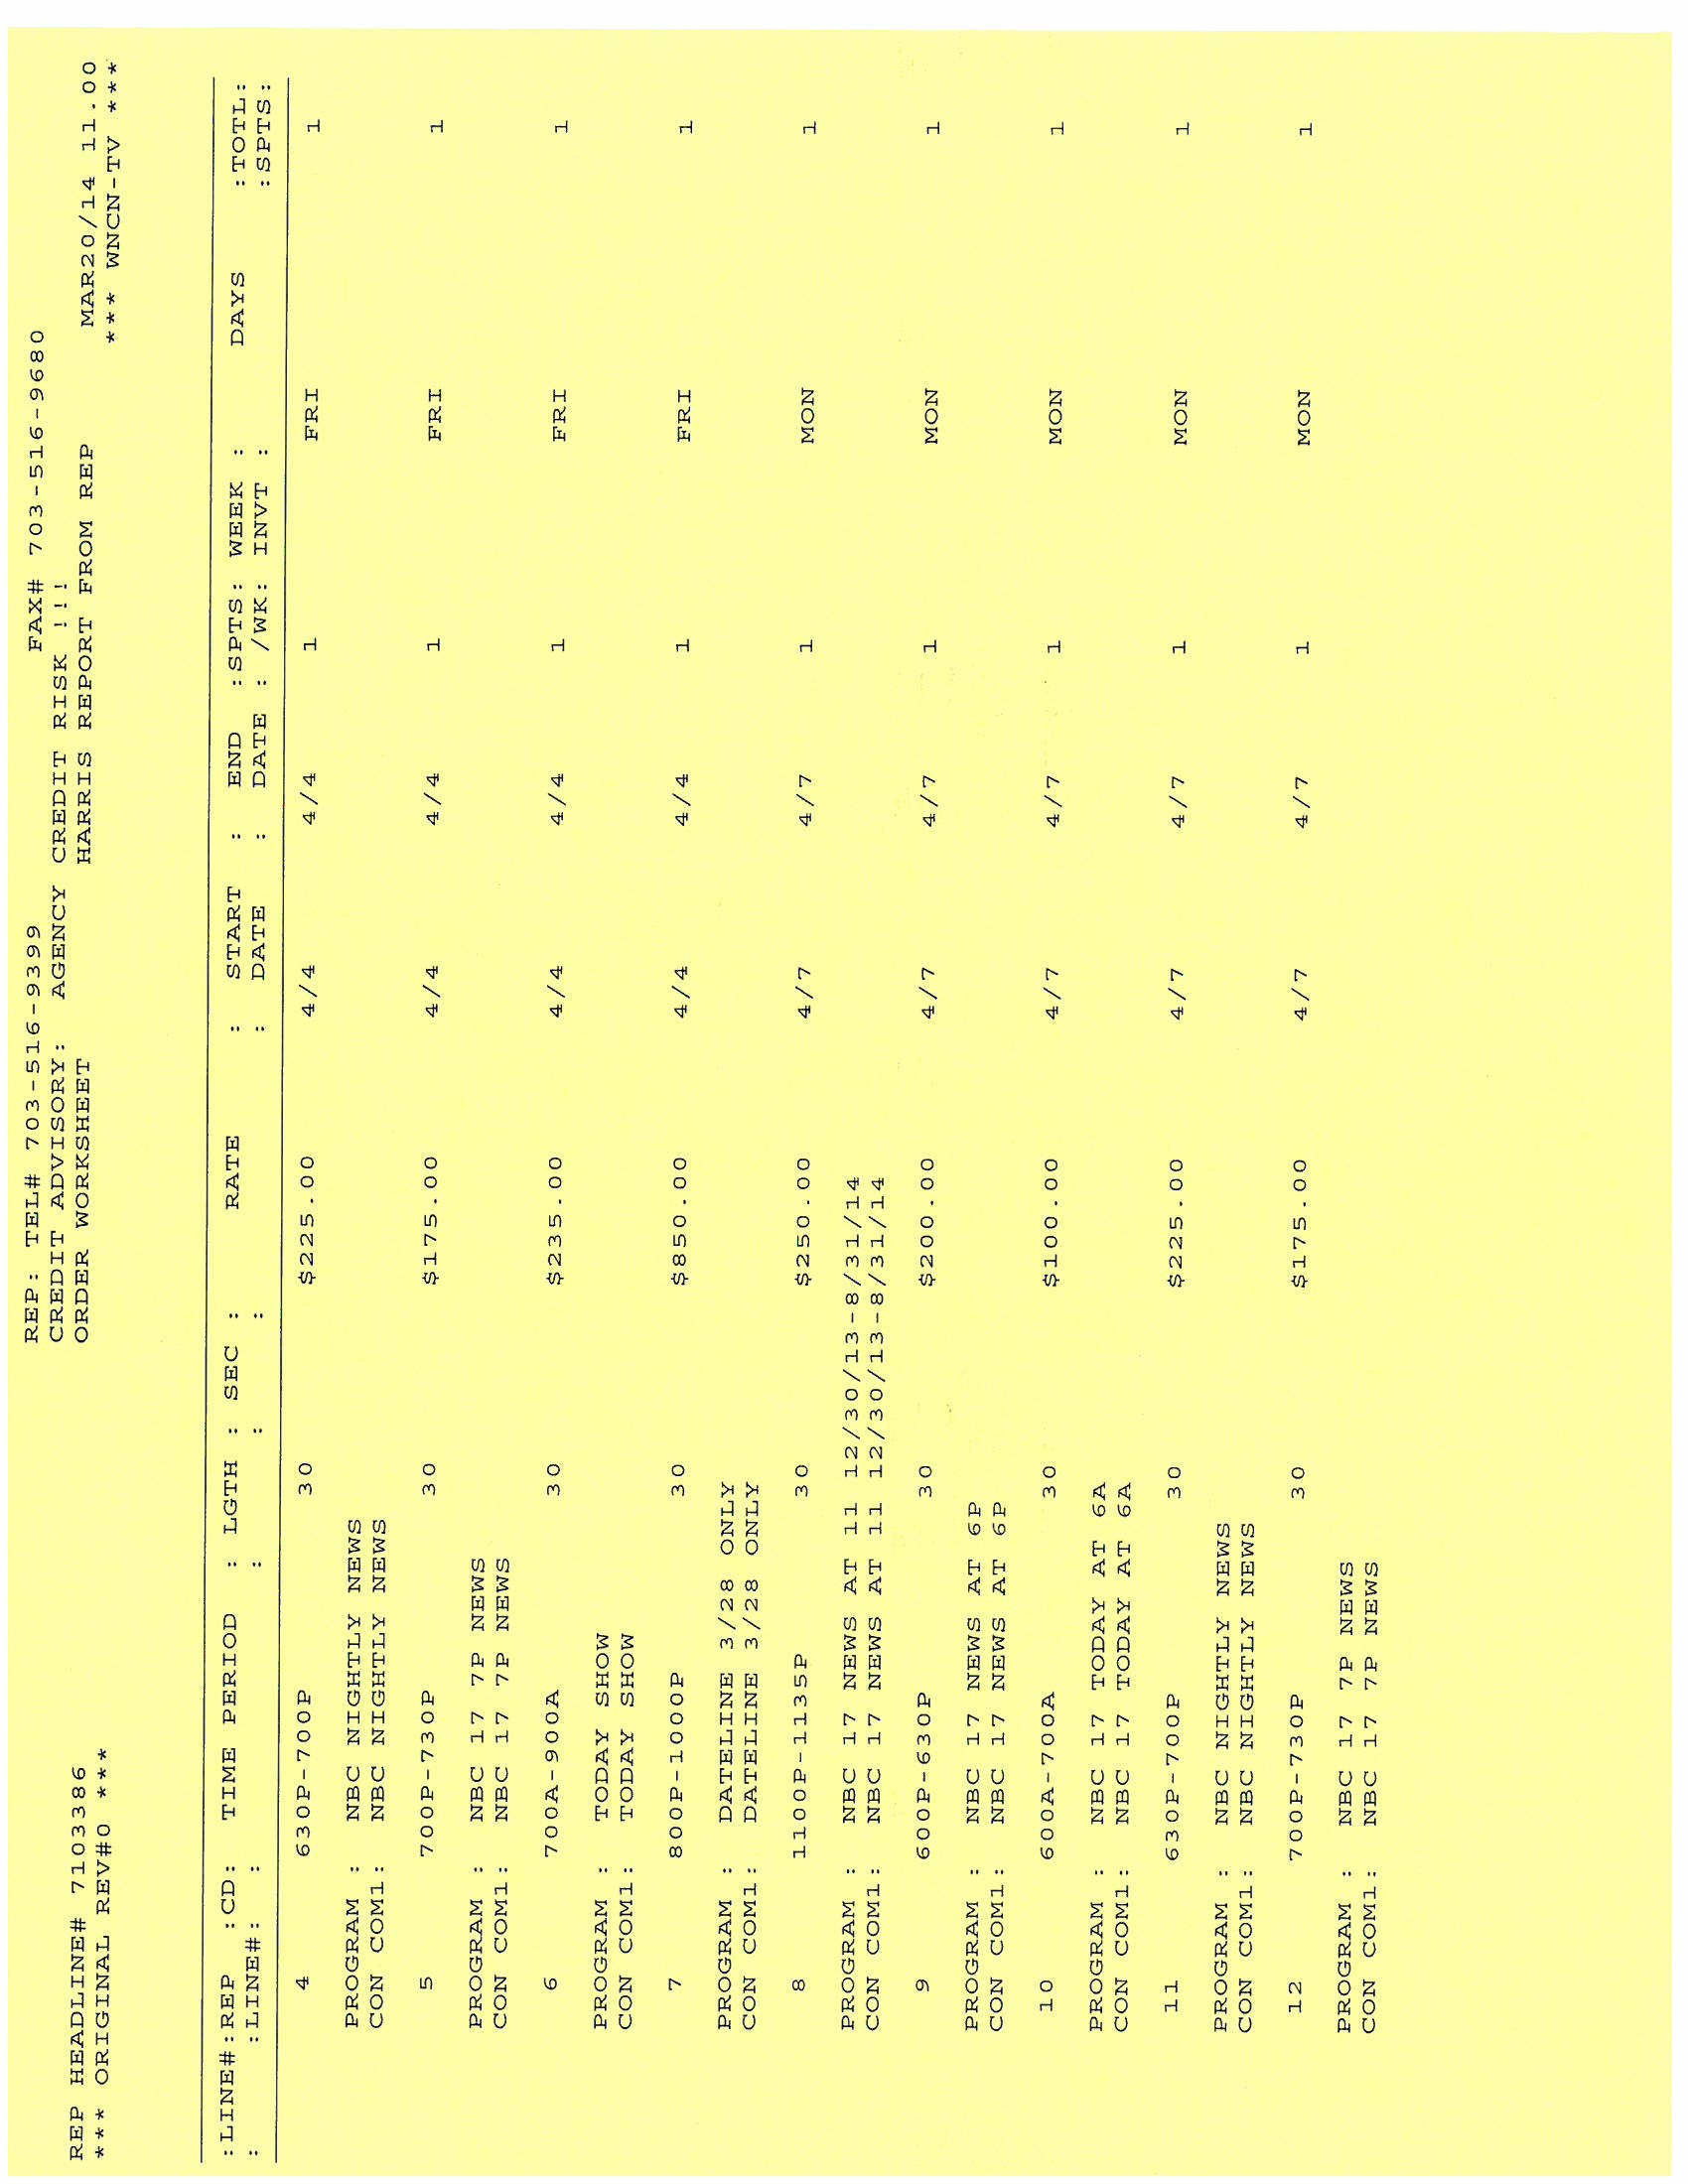 REP: TEL# 703-516-9399 FAX# 703-516-9680
CREDIT ADVISORY: AGENCY CREDIT RISK !!!
REP HEADLINE# 7103386 ORDER WORKSHEET HARRIS REPORT FROM REP MAR20/14 11.00
*** ORIGINAL REV#0 *** *** WNCN-TV ***
:LINE#:REP :CD: TIME PERIOD : LGTH : SEC : RATE : START : END :SPTS: WEEK : DAYS :TOTL:
: :LINE#: : : : : : DATE : DATE : /WK: INVT : :SPTS:
4 630P-700P 30 $225.00 4/4 4/4 1 FRI 1
PROGRAM : NBC NIGHTLY NEWS
CON COM1: NBC NIGHTLY NEWS
5 700P-730P 30 $175.00 4/4 4/4 1 FRI 1
PROGRAM : NBC 17 7P NEWS
CON COM1: NBC 17 7P NEWS
6 700A-900A 30 $235.00 4/4 4/4 1 FRI 1
PROGRAM : TODAY SHOW
CON COM1: TODAY SHOW
7 800P-1000P 30 $850.00 4/4 4/4 1 FRI 1
PROGRAM : DATELINE 3/28 ONLY
CON COM1: DATELINE 3/28 ONLY
8 1100P-1135P 30 $250.00 4/7 4/7 1 MON 1
PROGRAM : NBC 17 NEWS AT 11 12/30/13-8/31/14
CON COM1: NBC 17 NEWS AT 11 12/30/13-8/31/14
9 600P-630P 30 $200.00 4/7 4/7 1 MON 1
PROGRAM : NBC 17 NEWS AT 6P
CON COM1: NBC 17 NEWS AT 6P
10 600A-700A 30 $100.00 4/7 4/7 1 MON 1
PROGRAM : NBC 17 TODAY AT 6A
CON COM1: NBC 17 TODAY AT 6A
11 630P-700P 30 $225.00 4/7 4/7 1 MON 1
PROGRAM : NBC NIGHTLY NEWS
CON COM1: NBC NIGHTLY NEWS
12 700P-730P 30 $175.00 4/7 4/7 1 MON 1
PROGRAM : NBC 17 7P NEWS
CON COM1: NBC 17 7P NEWS